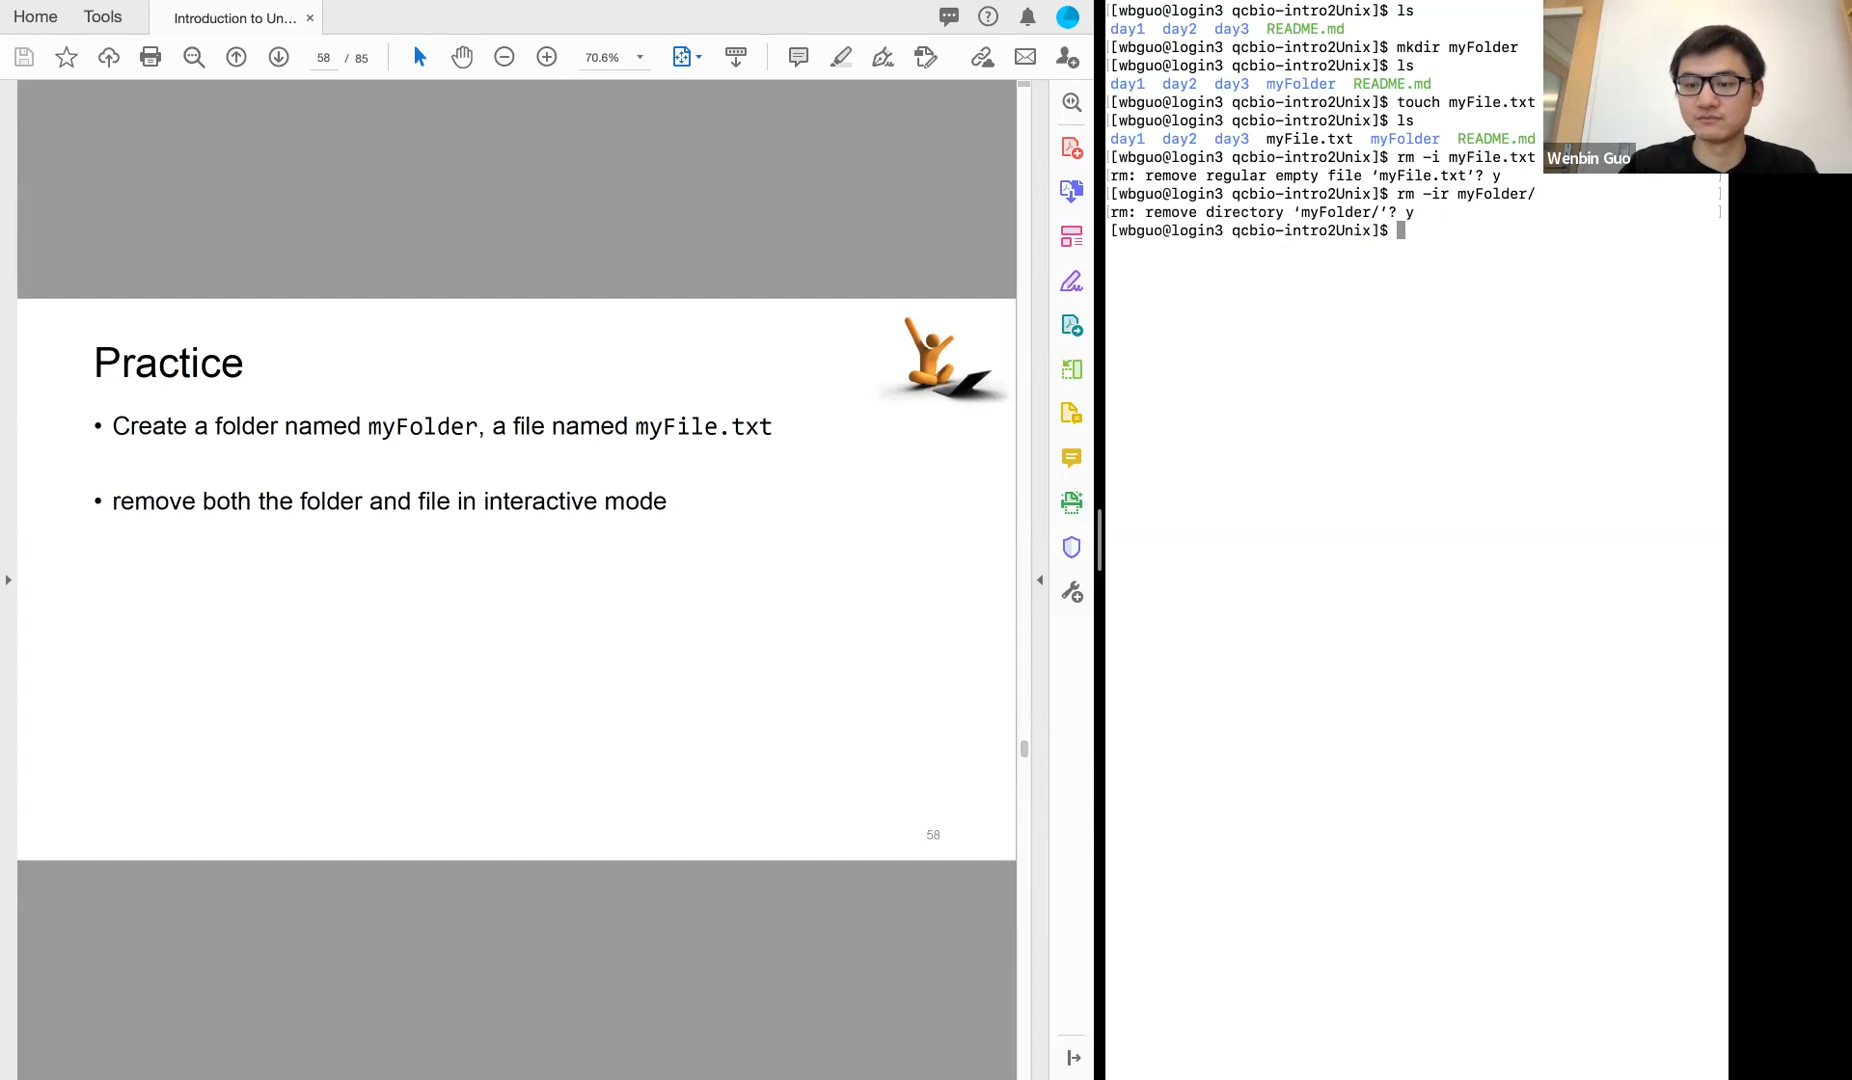 Home Tools Introduction to Un... ×
58 / 85 70.6%
Practice
• Create a folder named myFolder, a file named myFile.txt
• remove both the folder and file in interactive mode
58
[wbguo@login3 qcbio-intro2Unix]$ ls
day1 day2 day3 README.md
[wbguo@login3 qcbio-intro2Unix]$ mkdir myFolder
[wbguo@login3 qcbio-intro2Unix]$ ls
day1 day2 day3 myFolder README.md
[wbguo@login3 qcbio-intro2Unix]$ touch myFile.txt
[wbguo@login3 qcbio-intro2Unix]$ ls
day1 day2 day3 myFile.txt myFolder README.md
[wbguo@login3 qcbio-intro2Unix]$ rm -i myFile.txt
rm: remove regular empty file ‘myFile.txt’? y
[wbguo@login3 qcbio-intro2Unix]$ rm -ir myFolder/
rm: remove directory ‘myFolder/’? y
[wbguo@login3 qcbio-intro2Unix]$
Wenbin Guo